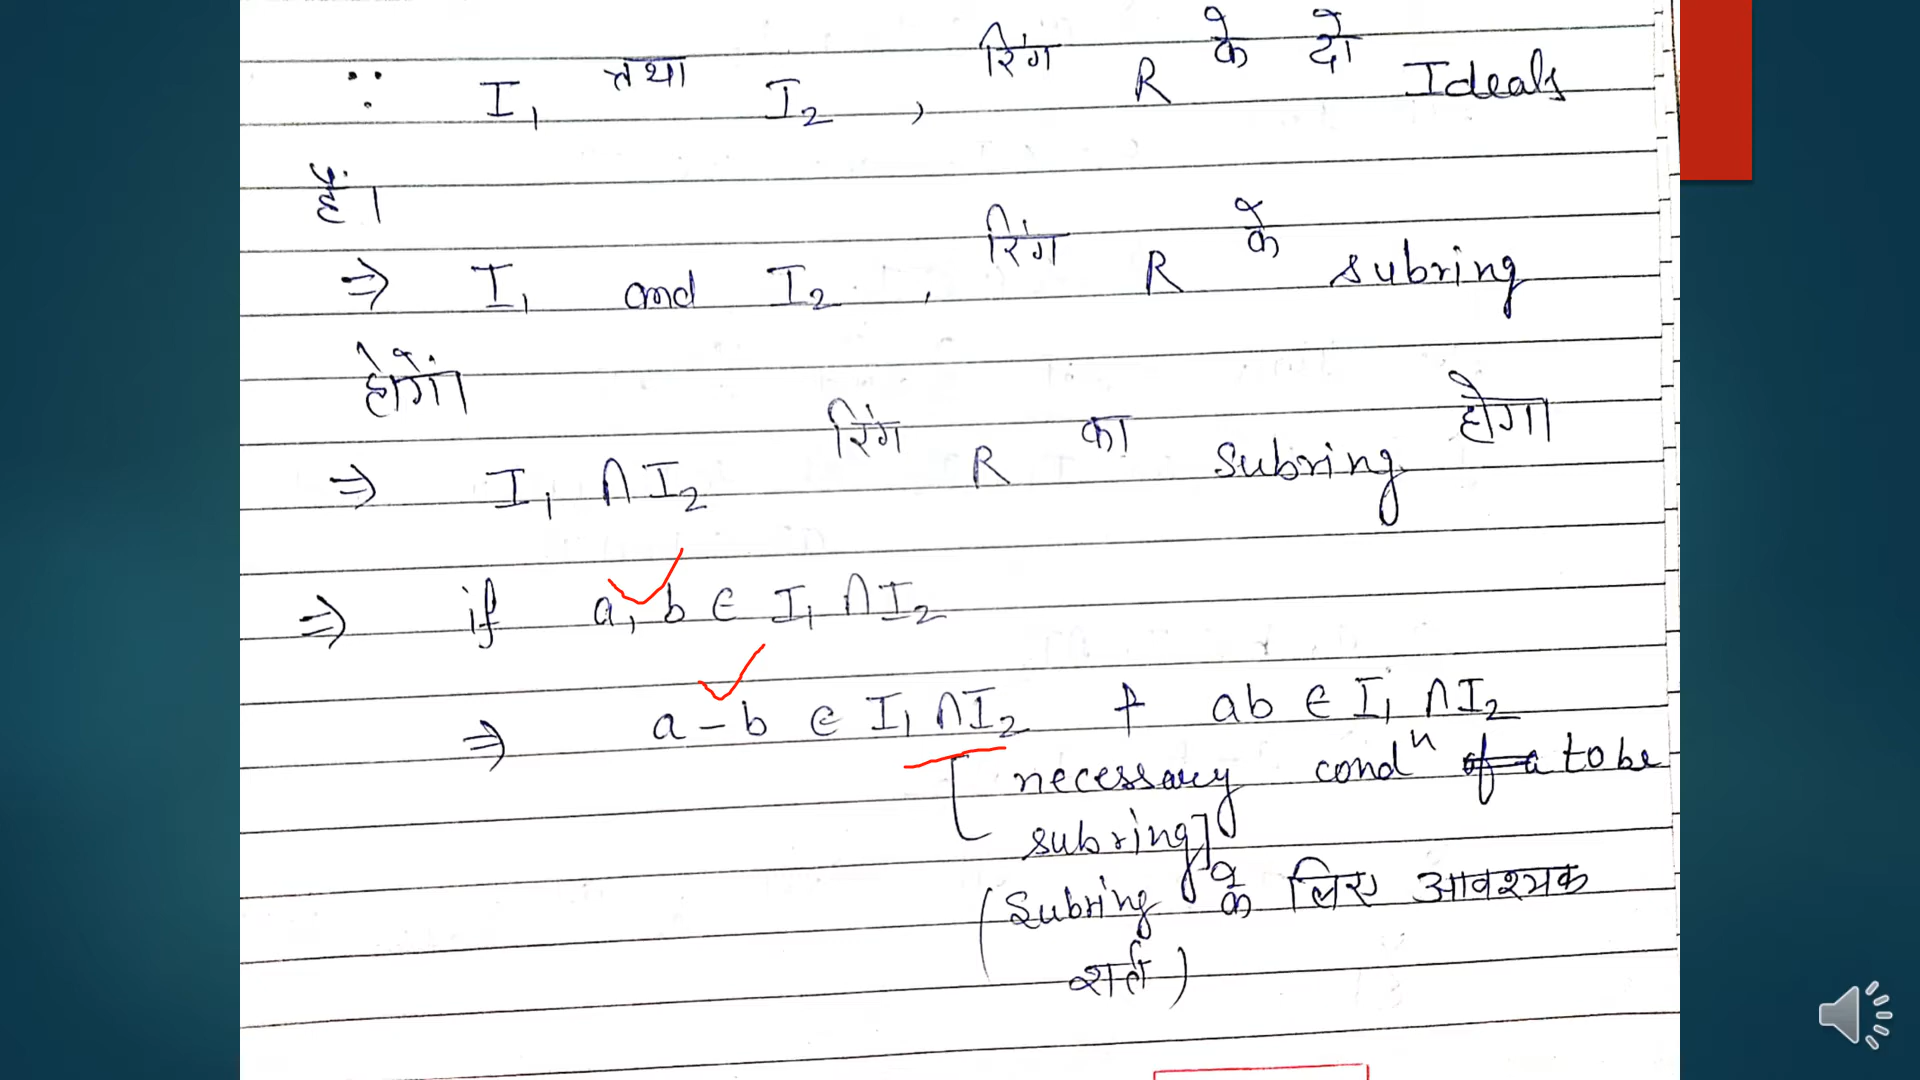 ∵ I₁ तथा I₂, रिंग R के दो Ideals
हैं।
⇒ I₁ and I₂, रिंग R के subring
होगें।
⇒ I₁ ∩ I₂ रिंग R का subring होगा।
⇒ if a, b ∈ I₁ ∩ I₂
⇒ a - b ∈ I₁ ∩ I₂ & ab ∈ I₁ ∩ I₂
[necessary condⁿ to be
subring]
(Subring के लिए आवश्यक
शर्त)